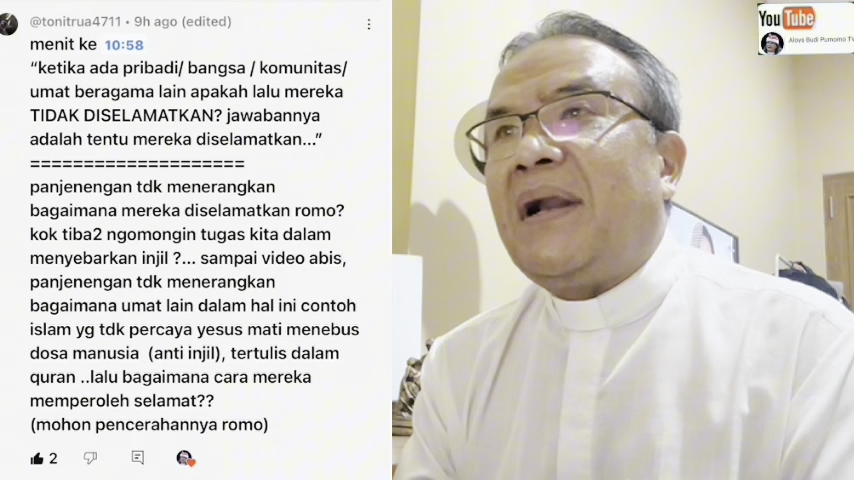 @tonitrua4711 • 9h ago (edited)
menit ke 10:58
“ketika ada pribadi/ bangsa / komunitas/
umat beragama lain apakah lalu mereka
TIDAK DISELAMATKAN? jawabannya
adalah tentu mereka diselamatkan...”
====================
panjenengan tdk menerangkan
bagaimana mereka diselamatkan romo?
kok tiba2 ngomongin tugas kita dalam
menyebarkan injil ?... sampai video abis,
panjenengan tdk menerangkan
bagaimana umat lain dalam hal ini contoh
islam yg tdk percaya yesus mati menebus
dosa manusia (anti injil), tertulis dalam
quran ..lalu bagaimana cara mereka
memperoleh selamat??
(mohon pencerahannya romo)
2
YouTube
Aloys Budi Purnomo TV